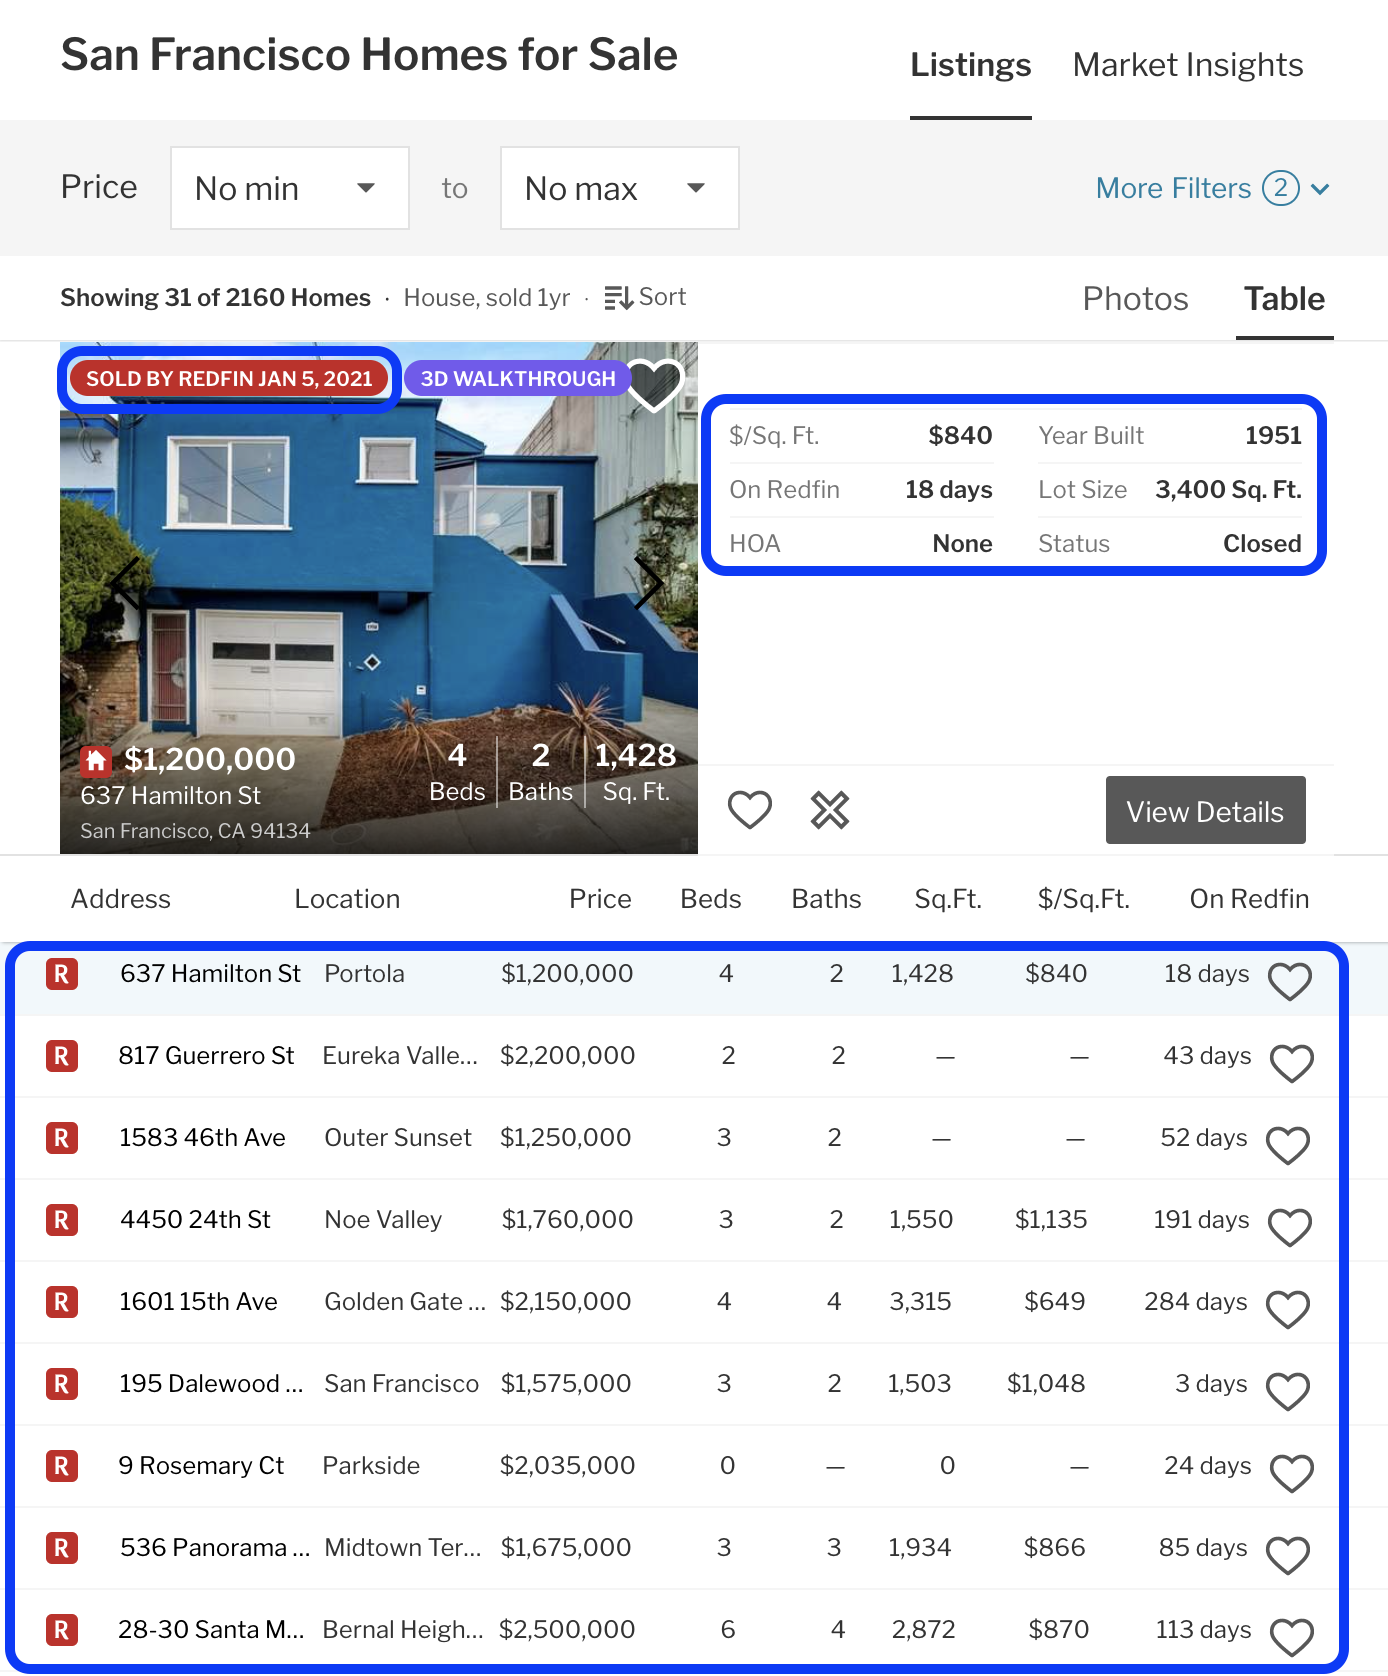 San Francisco Homes for Sale
Listings Market Insights
Price No min to No max More Filters 2
Showing 31 of 2160 Homes · House, sold 1yr · Sort
Photos Table
SOLD BY REDFIN JAN 5, 2021 3D WALKTHROUGH
$/Sq. Ft. $840 Year Built 1951
On Redfin 18 days Lot Size 3,400 Sq. Ft.
HOA None Status Closed
$1,200,000 4 2 1,428
637 Hamilton St Beds Baths Sq. Ft.
San Francisco, CA 94134
View Details
Address Location Price Beds Baths Sq.Ft. $/Sq.Ft. On Redfin
R 637 Hamilton St Portola $1,200,000 4 2 1,428 $840 18 days
R 817 Guerrero St Eureka Valle... $2,200,000 2 2 — — 43 days
R 1583 46th Ave Outer Sunset $1,250,000 3 2 — — 52 days
R 4450 24th St Noe Valley $1,760,000 3 2 1,550 $1,135 191 days
R 1601 15th Ave Golden Gate ... $2,150,000 4 4 3,315 $649 284 days
R 195 Dalewood ... San Francisco $1,575,000 3 2 1,503 $1,048 3 days
R 9 Rosemary Ct Parkside $2,035,000 0 — 0 — 24 days
R 536 Panorama ... Midtown Ter... $1,675,000 3 3 1,934 $866 85 days
R 28-30 Santa M... Bernal Heigh... $2,500,000 6 4 2,872 $870 113 days